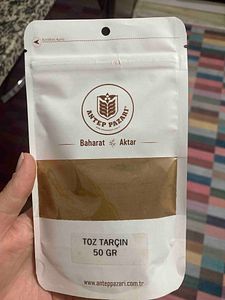 ANTEP PAZARI
Baharat Aktar
TOZ TARÇIN
50 GR
www.anteppazari.com.tr